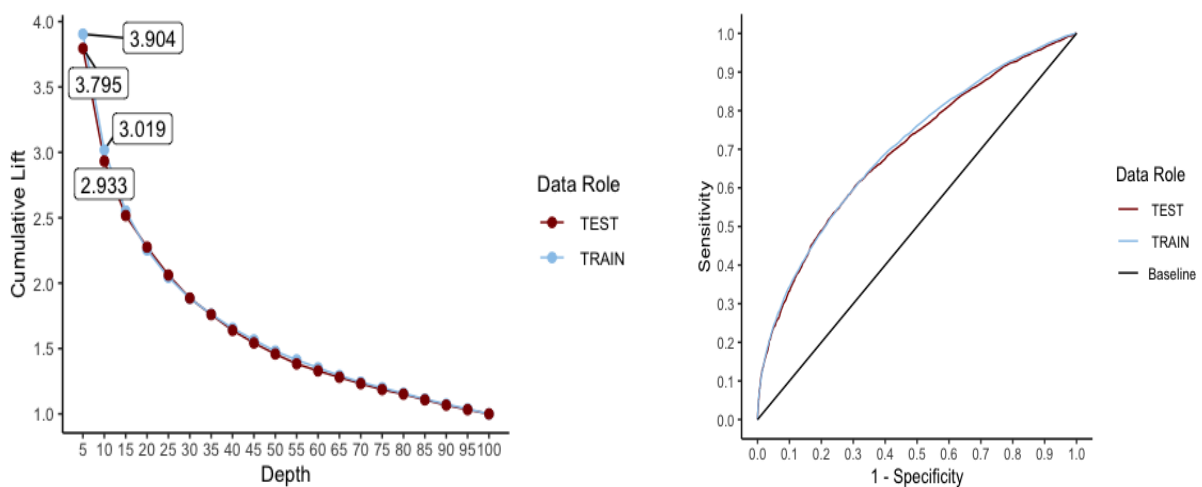 Cumulative Lift
4.0
3.5
3.0
2.5
2.0
1.5
1.0
3.904
3.795
3.019
2.933
5 10 15 20 25 30 35 40 45 50 55 60 65 70 75 80 85 90 95 100
Depth
Data Role
TEST
TRAIN
Sensitivity
1.0
0.9
0.8
0.7
0.6
0.5
0.4
0.3
0.2
0.1
0.0
0.0 0.1 0.2 0.3 0.4 0.5 0.6 0.7 0.8 0.9 1.0
1 - Specificity
Data Role
TEST
TRAIN
Baseline